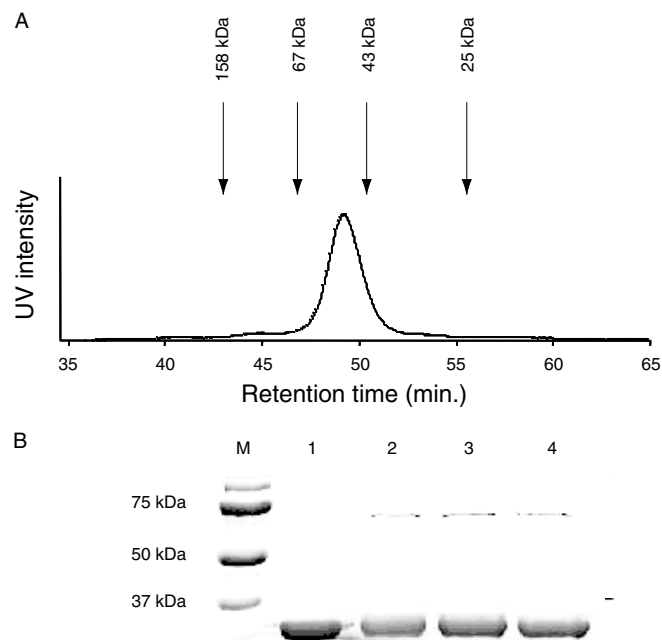 A
158 kDa
67 kDa
43 kDa
25 kDa
UV intensity
35 40 45 50 55 60 65
Retention time (min.)
B
M 1 2 3 4
75 kDa
50 kDa
37 kDa